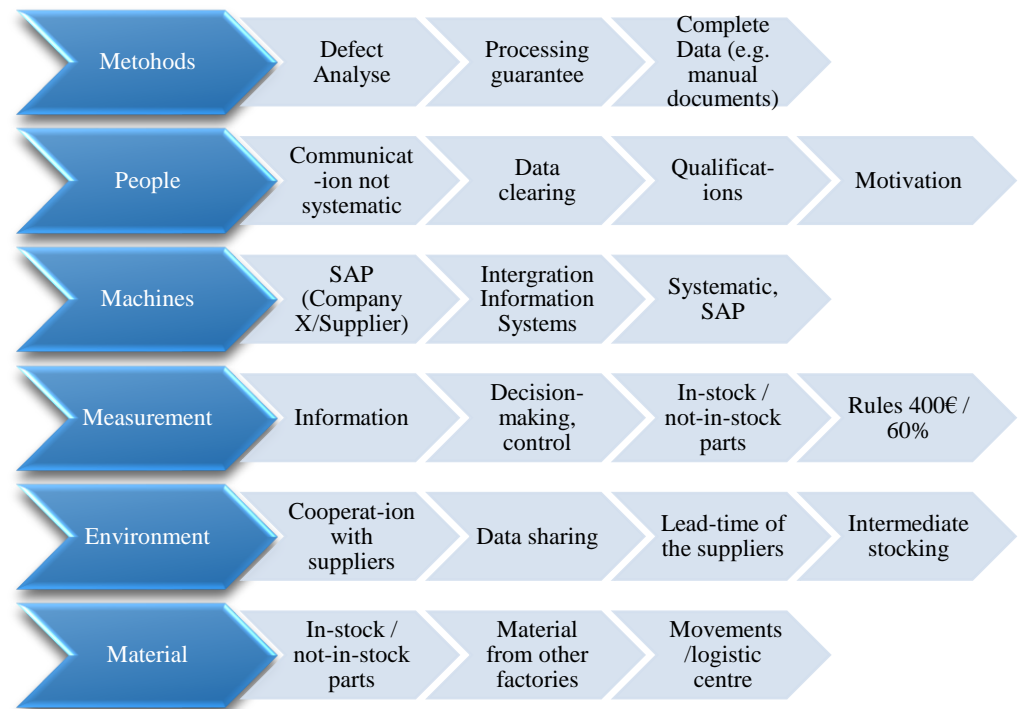 Metohods
Defect
Analyse
Processing
guarantee
Complete
Data (e.g.
manual
documents)
People
Communicat
-ion not
systematic
Data
clearing
Qualificat-
ions
Motivation
Machines
SAP
(Company
X/Supplier)
Intergration
Information
Systems
Systematic,
SAP
Measurement
Information
Decision-
making,
control
In-stock /
not-in-stock
parts
Rules 400€ /
60%
Environment
Cooperat-ion
with
suppliers
Data sharing
Lead-time of
the suppliers
Intermediate
stocking
Material
In-stock /
not-in-stock
parts
Material
from other
factories
Movements
/logistic
centre